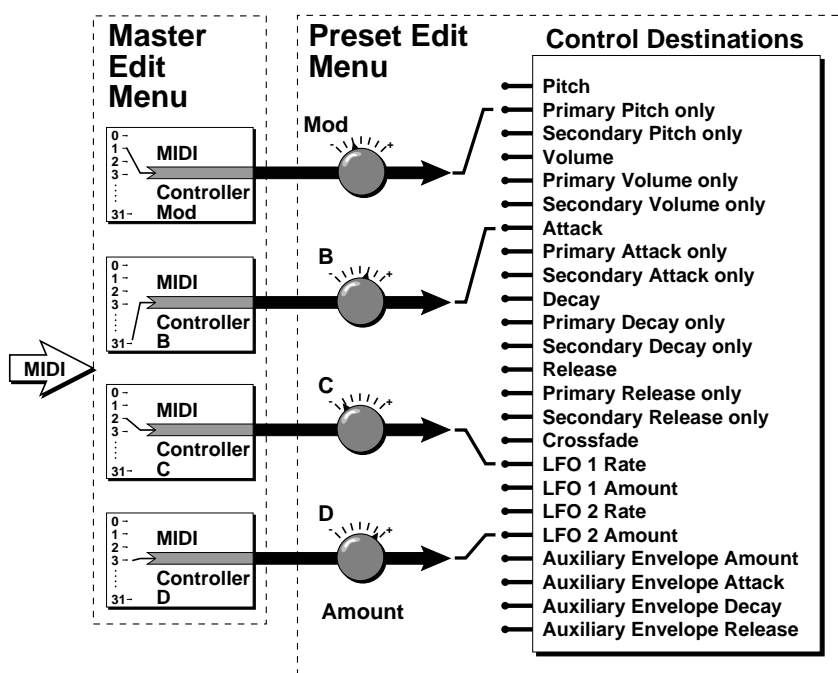 Master
Edit
Menu
Preset Edit
Menu
Control Destinations
MIDI
0
1
2
3
31
MIDI
Controller
Mod
0
1
2
3
31
MIDI
Controller
B
0
1
2
3
31
MIDI
Controller
C
0
1
2
3
31
MIDI
Controller
D
Mod
- +
B
- +
C
- +
D
- +
Amount
Pitch
Primary Pitch only
Secondary Pitch only
Volume
Primary Volume only
Secondary Volume only
Attack
Primary Attack only
Secondary Attack only
Decay
Primary Decay only
Secondary Decay only
Release
Primary Release only
Secondary Release only
Crossfade
LFO 1 Rate
LFO 1 Amount
LFO 2 Rate
LFO 2 Amount
Auxiliary Envelope Amount
Auxiliary Envelope Attack
Auxiliary Envelope Decay
Auxiliary Envelope Release